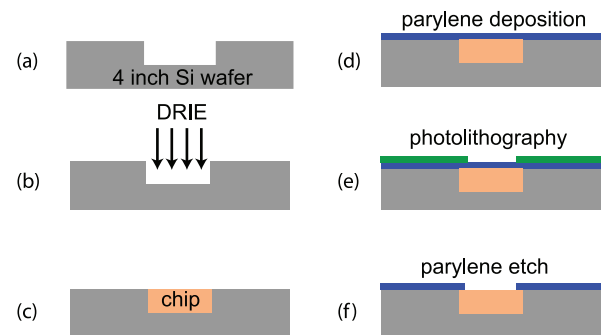 (a)
4 inch Si wafer
DRIE
(b)
(c)
chip
parylene deposition
(d)
photolithography
(e)
parylene etch
(f)